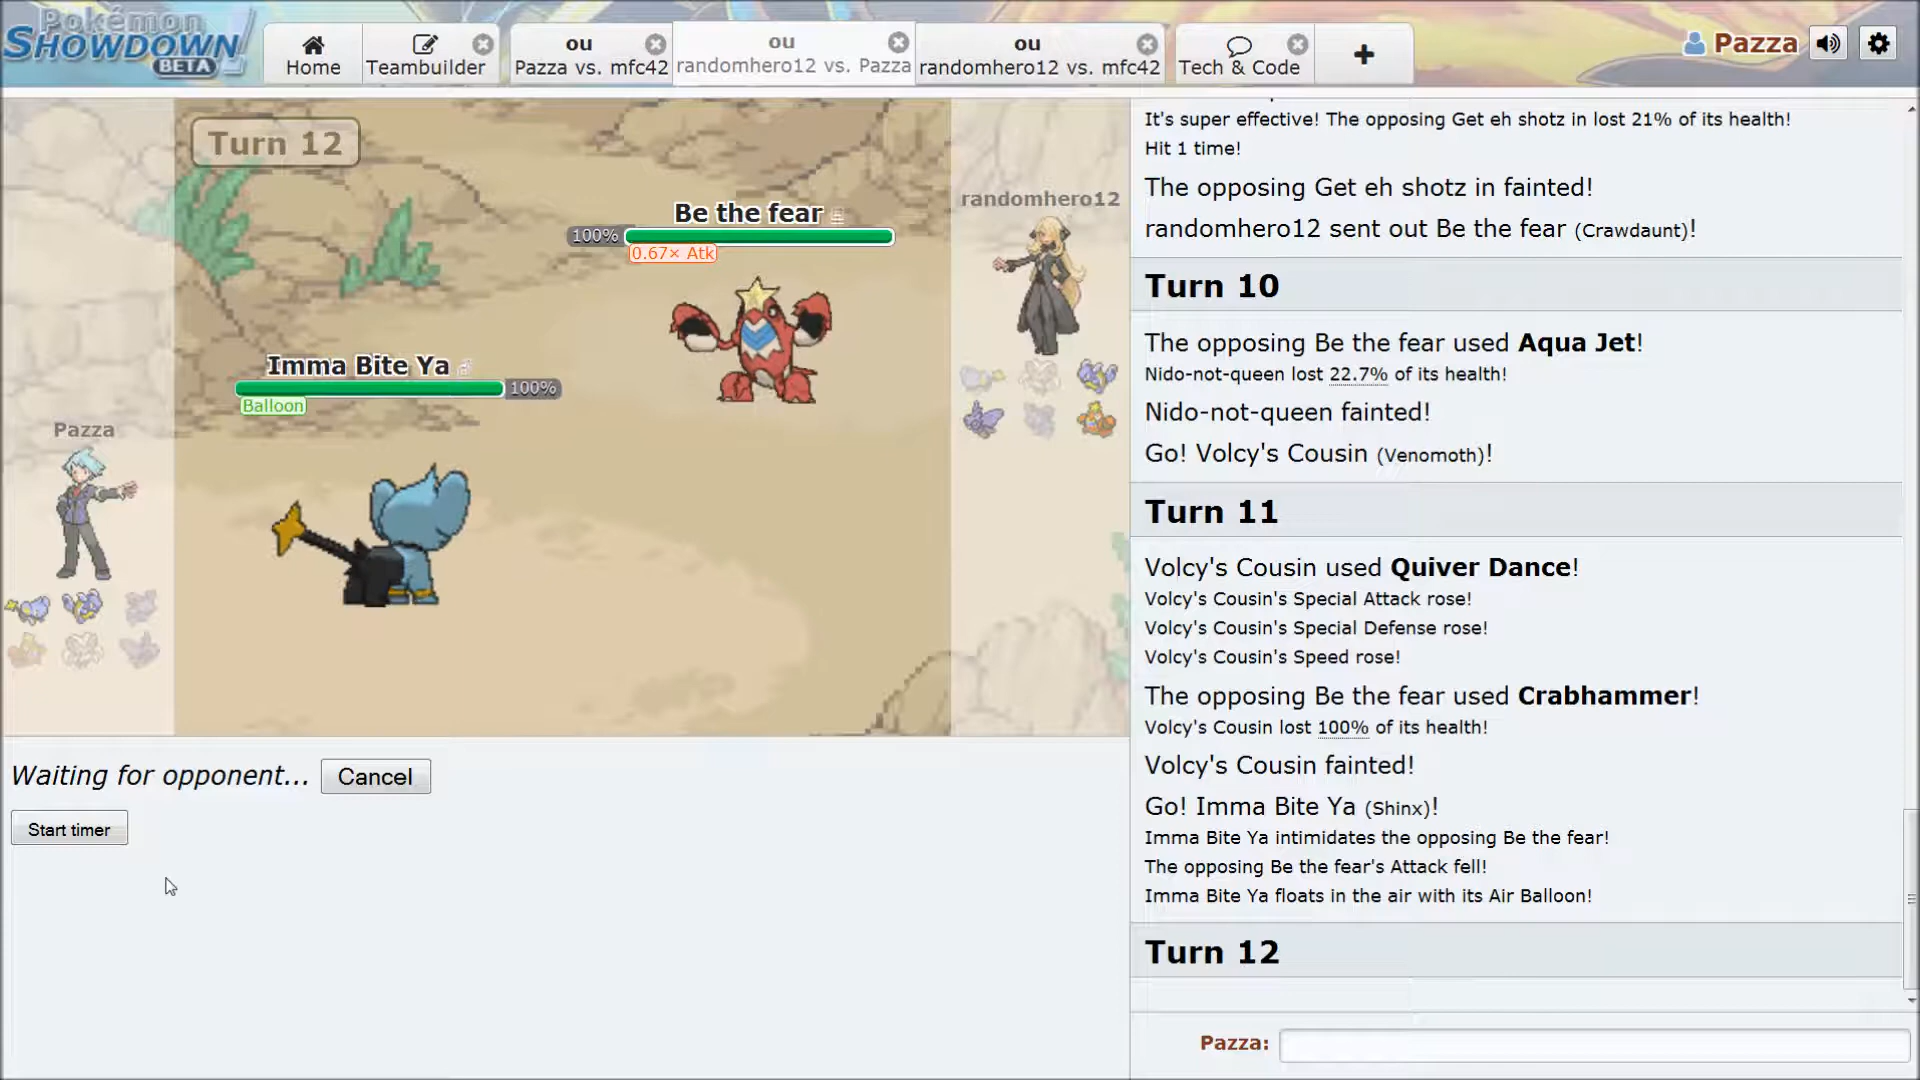 Pokémon
SHOWDOWN
BETA
Home
Teambuilder
ou
Pazza vs. mfc42
ou
randomhero12 vs. Pazza
ou
randomhero12 vs. mfc42
Tech & Code
Pazza
Turn 12
Be the fear
100%
0.67× Atk
Imma Bite Ya
100%
Balloon
Pazza
randomhero12
Waiting for opponent...
Cancel
Start timer
It's super effective! The opposing Get eh shotz in lost 21% of its health!
Hit 1 time!
The opposing Get eh shotz in fainted!
randomhero12 sent out Be the fear (Crawdaunt)!
Turn 10
The opposing Be the fear used Aqua Jet!
Nido-not-queen lost 22.7% of its health!
Nido-not-queen fainted!
Go! Volcy's Cousin (Venomoth)!
Turn 11
Volcy's Cousin used Quiver Dance!
Volcy's Cousin's Special Attack rose!
Volcy's Cousin's Special Defense rose!
Volcy's Cousin's Speed rose!
The opposing Be the fear used Crabhammer!
Volcy's Cousin lost 100% of its health!
Volcy's Cousin fainted!
Go! Imma Bite Ya (Shinx)!
Imma Bite Ya intimidates the opposing Be the fear!
The opposing Be the fear's Attack fell!
Imma Bite Ya floats in the air with its Air Balloon!
Turn 12
Pazza: